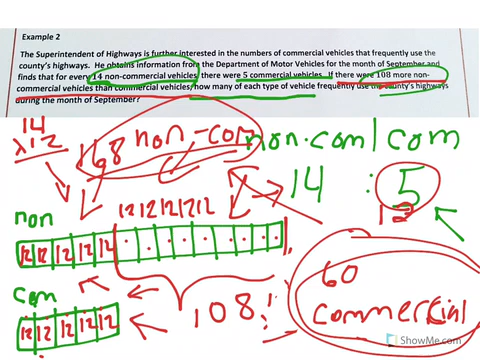 Example 2
The Superintendent of Highways is further interested in the numbers of commercial vehicles that frequently use the
county's highways. He obtains information from the Department of Motor Vehicles for the month of September and
finds that for every 14 non-commercial vehicles, there were 5 commercial vehicles. If there were 108 more non-
commercial vehicles than commercial vehicles, how many of each type of vehicle frequently use the county's highways
during the month of September?
14
x12
168 non-com
non-com/com
14 : 5
12
12 12 12 12 12
non
12 12 12 12 12
108!
com
12 12 12 12 12
60
commercial
ShowMe.com